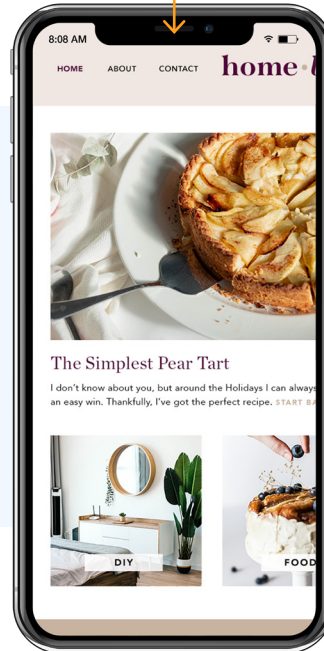 8:08 AM
HOME ABOUT CONTACT home
The Simplest Pear Tart
I don't know about you, but around the Holidays I can always
an easy win. Thankfully, I've got the perfect recipe. START
DIY
FOOD